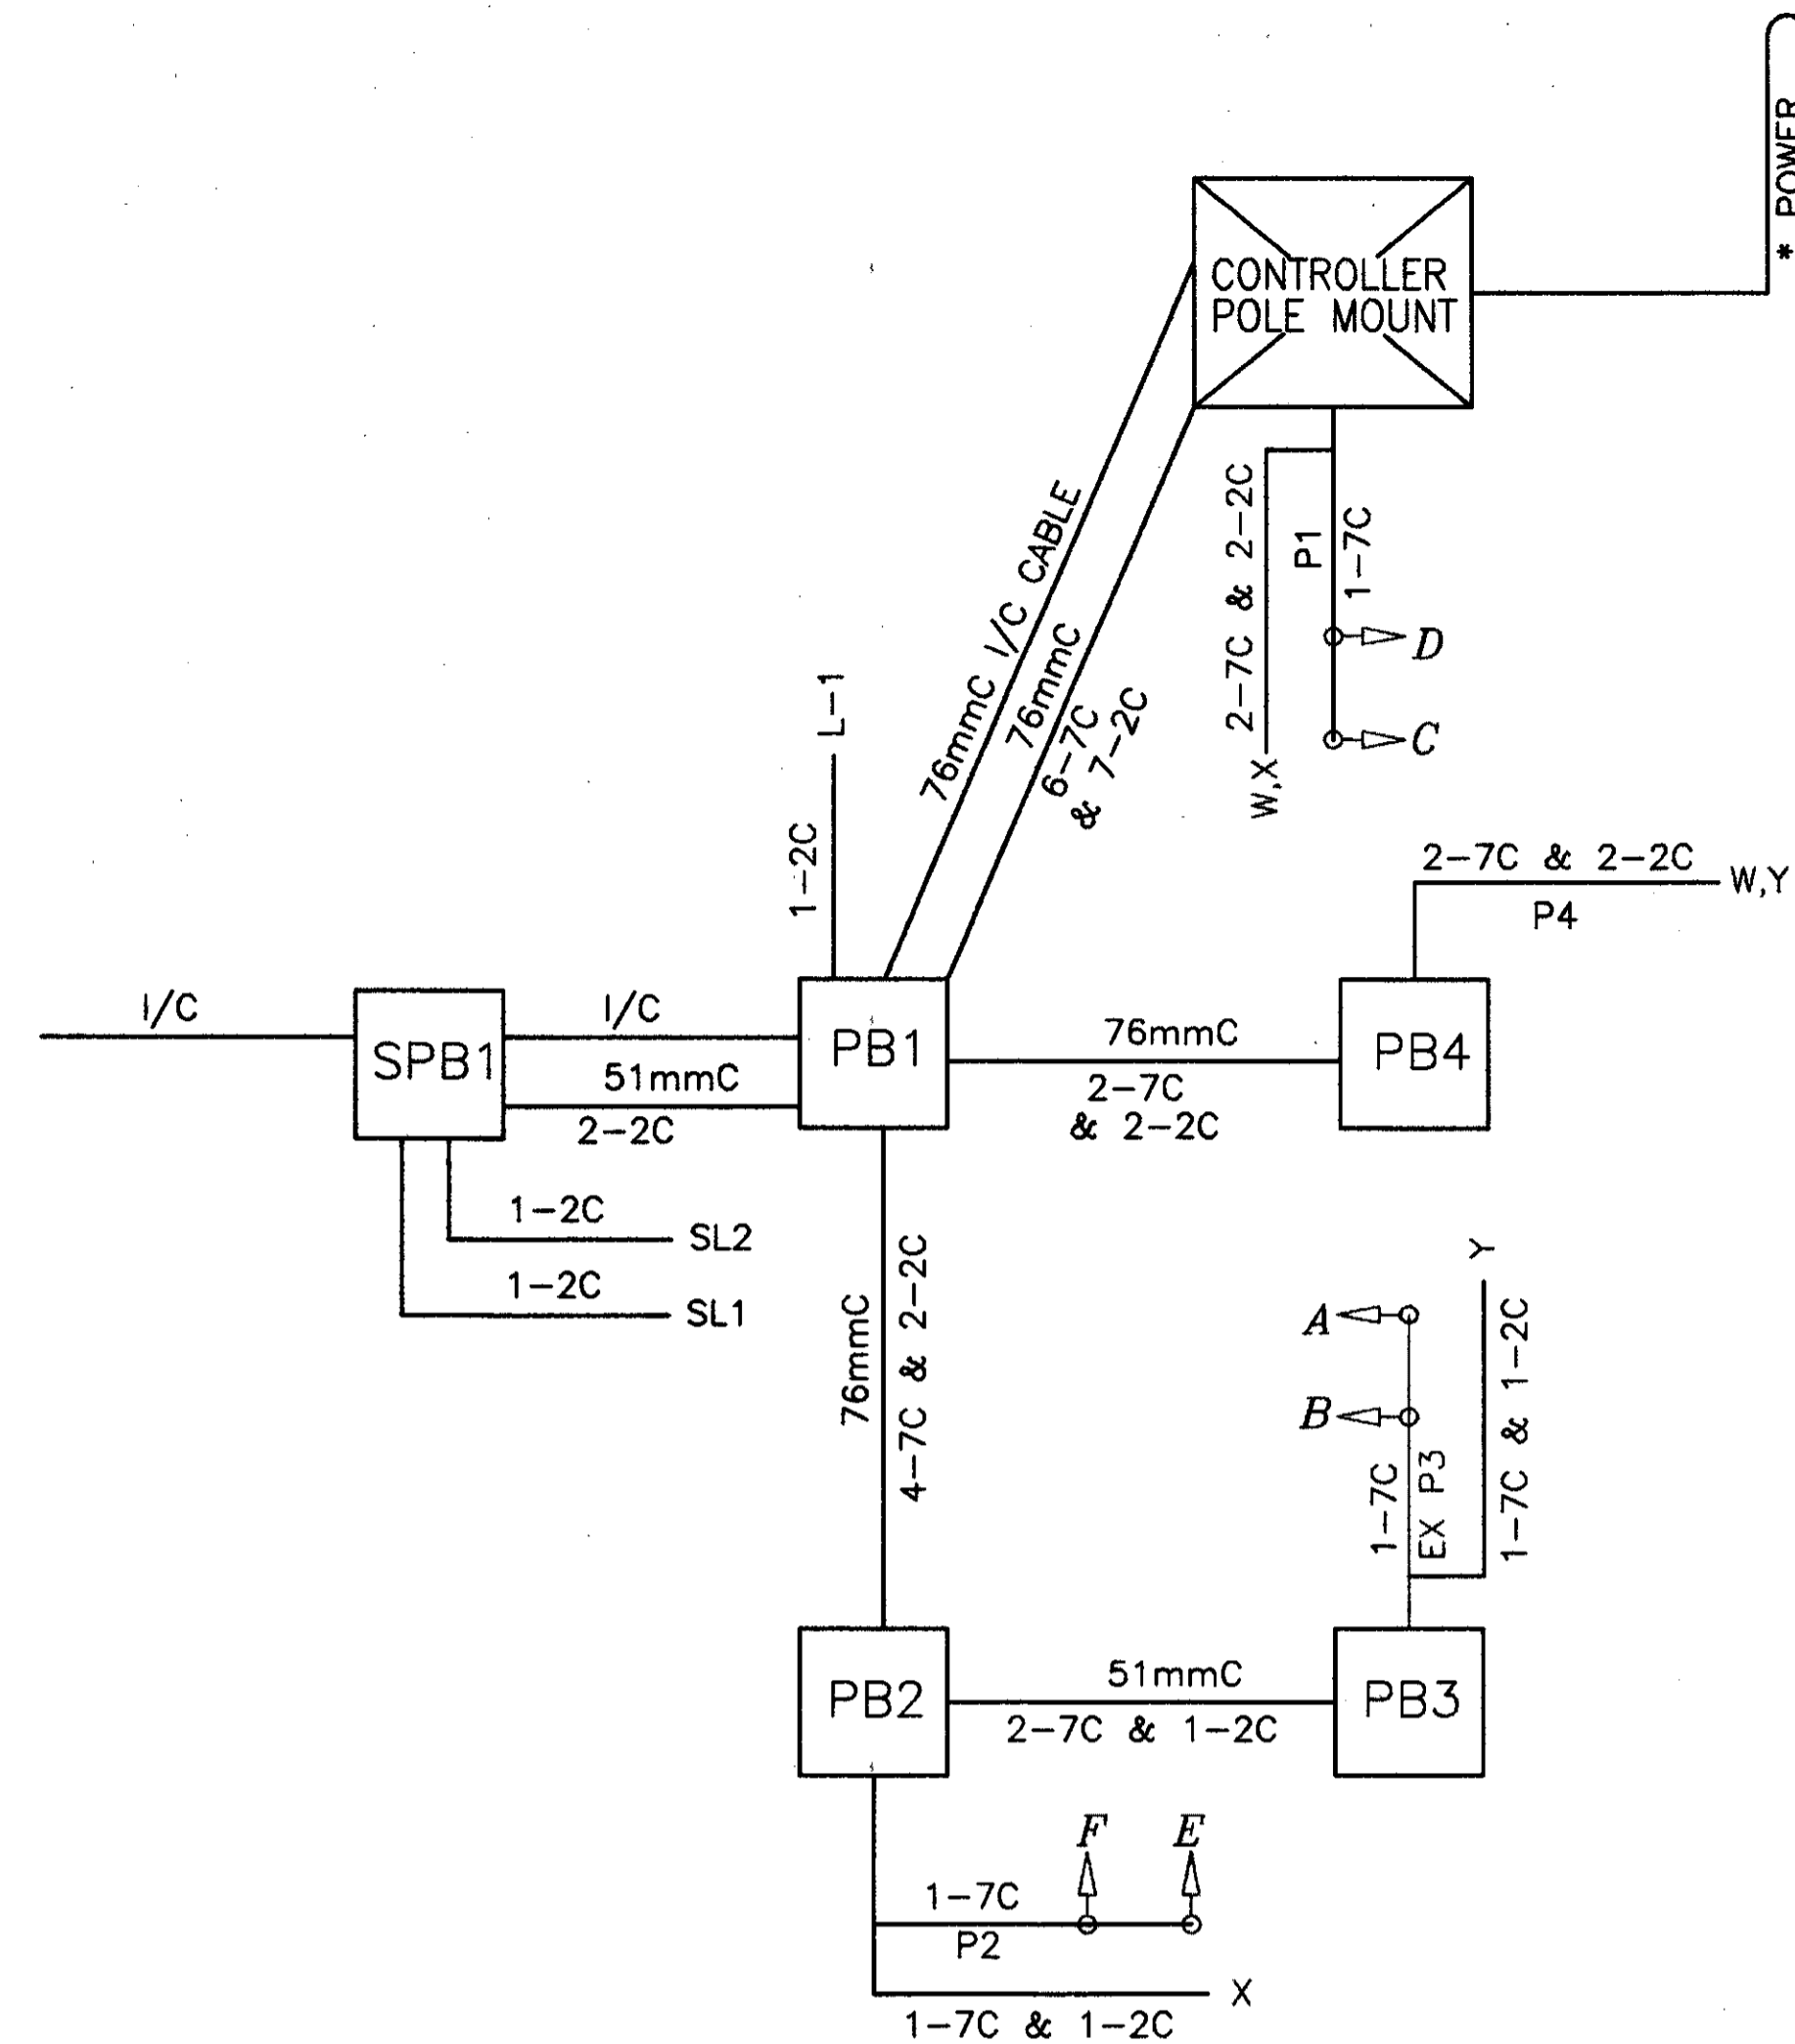 * POWER
CONTROLLER
POLE MOUNT
76mmC I/C CABLE
76mmC
6-7C
& 7-2C
2-7C & 2-2C
W,X
P1
1-7C
D
C
L-1
1-2C
2-7C & 2-2C
W,Y
P4
I/C
SPB1
I/C
51mmC
2-2C
PB1
76mmC
2-7C
& 2-2C
PB4
1-2C
SL2
1-2C
SL1
76mmC
4-7C & 2-2C
A
B
1-7C
EX P3
Y
1-7C & 1-2C
PB2
51mmC
2-7C & 1-2C
PB3
F
E
1-7C
P2
X
1-7C & 1-2C